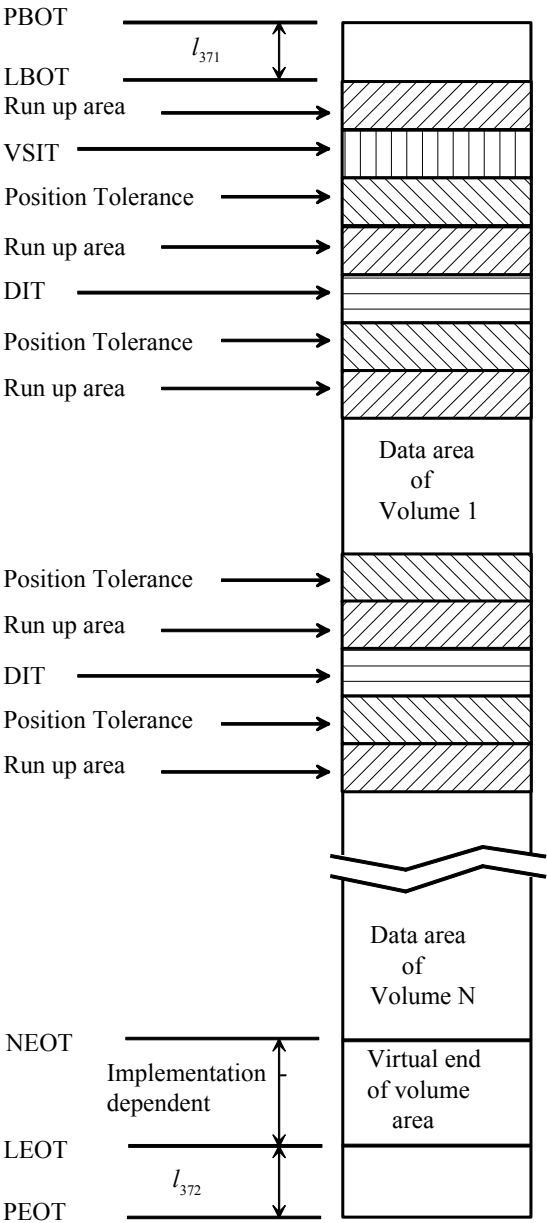 PBOT
l371
LBOT
Run up area
VSIT
Position Tolerance
Run up area
DIT
Position Tolerance
Run up area
Data area
of
Volume 1
Position Tolerance
Run up area
DIT
Position Tolerance
Run up area
Data area
of
Volume N
NEOT
Implementation
dependent
Virtual end
of volume
area
LEOT
l372
PEOT